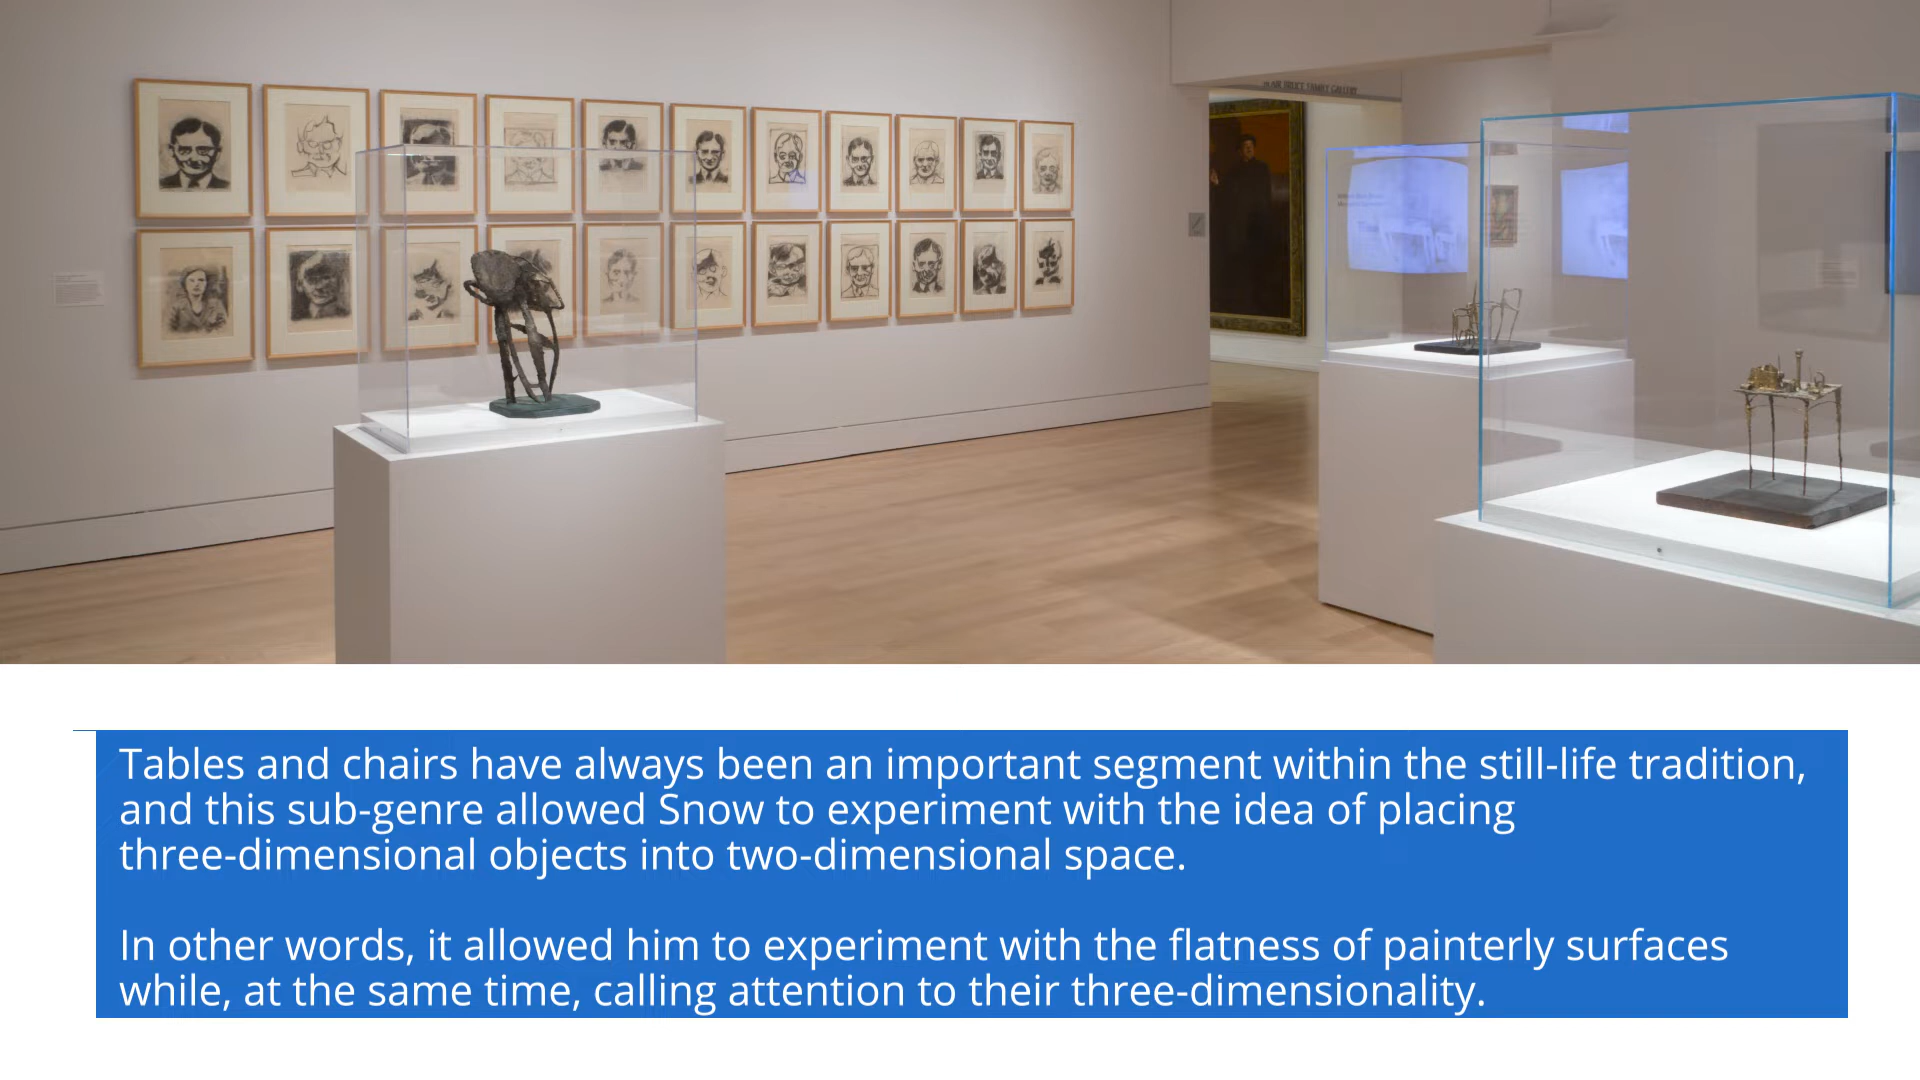 BRUCE FAMILY GALLERY
Tables and chairs have always been an important segment within the still-life tradition,
and this sub-genre allowed Snow to experiment with the idea of placing
three-dimensional objects into two-dimensional space.
In other words, it allowed him to experiment with the flatness of painterly surfaces
while, at the same time, calling attention to their three-dimensionality.